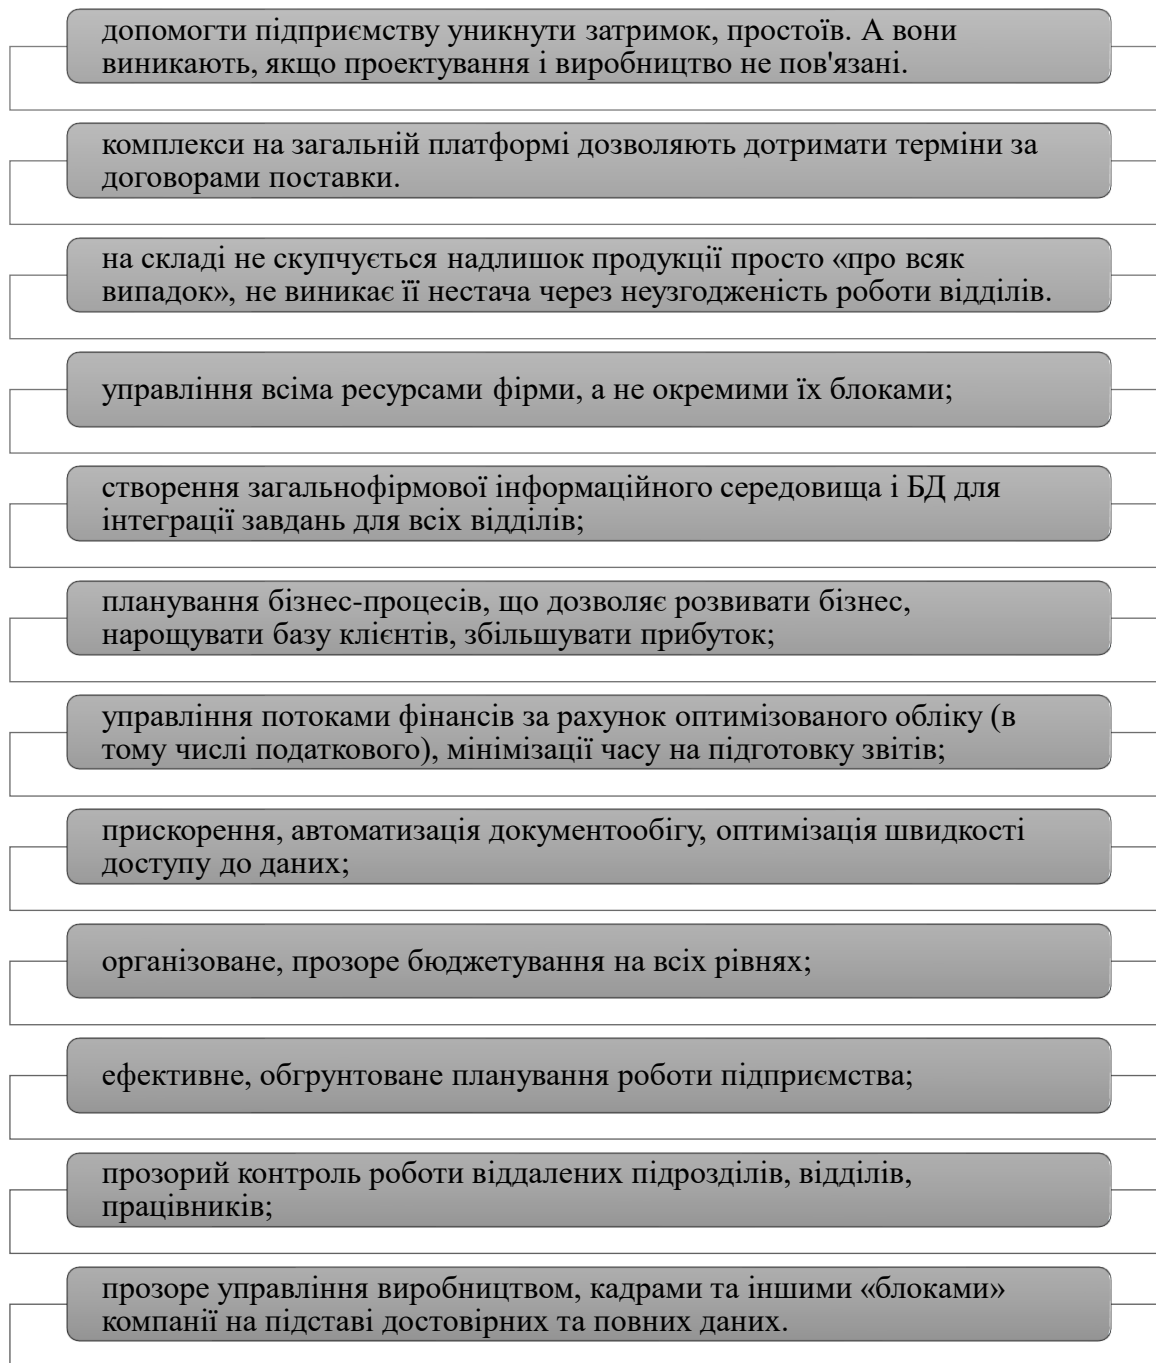 допомогти підприємству уникнути затримок, простоїв. А вони
виникають, якщо проектування і виробництво не пов'язані.
комплекси на загальній платформі дозволяють дотримати терміни за
договорами поставки.
на складі не скупчується надлишок продукції просто «про всяк
випадок», не виникає її нестача через неузгодженість роботи відділів.
управління всіма ресурсами фірми, а не окремими їх блоками;
створення загальнофірмової інформаційного середовища і БД для
інтеграції завдань для всіх відділів;
планування бізнес-процесів, що дозволяє розвивати бізнес,
нарощувати базу клієнтів, збільшувати прибуток;
управління потоками фінансів за рахунок оптимізованого обліку (в
тому числі податкового), мінімізації часу на підготовку звітів;
прискорення, автоматизація документообігу, оптимізація швидкості
доступу до даних;
організоване, прозоре бюджетування на всіх рівнях;
ефективне, обгрунтоване планування роботи підприємства;
прозорий контроль роботи віддалених підрозділів, відділів,
працівників;
прозоре управління виробництвом, кадрами та іншими «блоками»
компанії на підставі достовірних та повних даних.